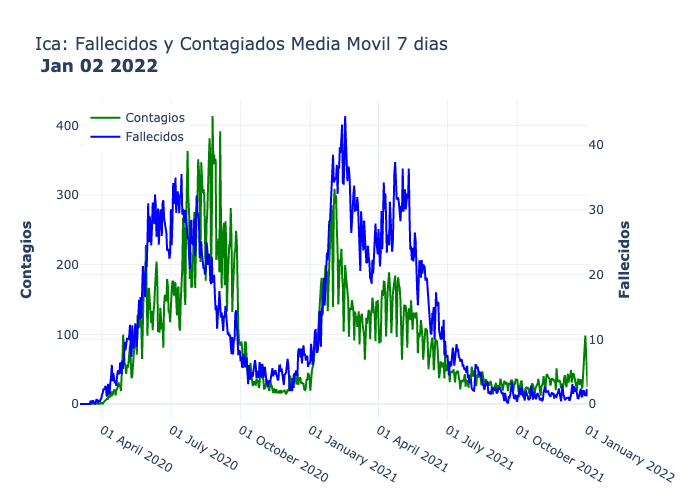 Ica: Fallecidos y Contagiados Media Movil 7 dias
Jan 02 2022
Contagios
Fallecidos
400
300
200
100
0
40
30
20
10
0
Contagios
Fallecidos
01 April 2020
01 July 2020
01 October 2020
01 January 2021
01 April 2021
01 July 2021
01 October 2021
01 January 2022